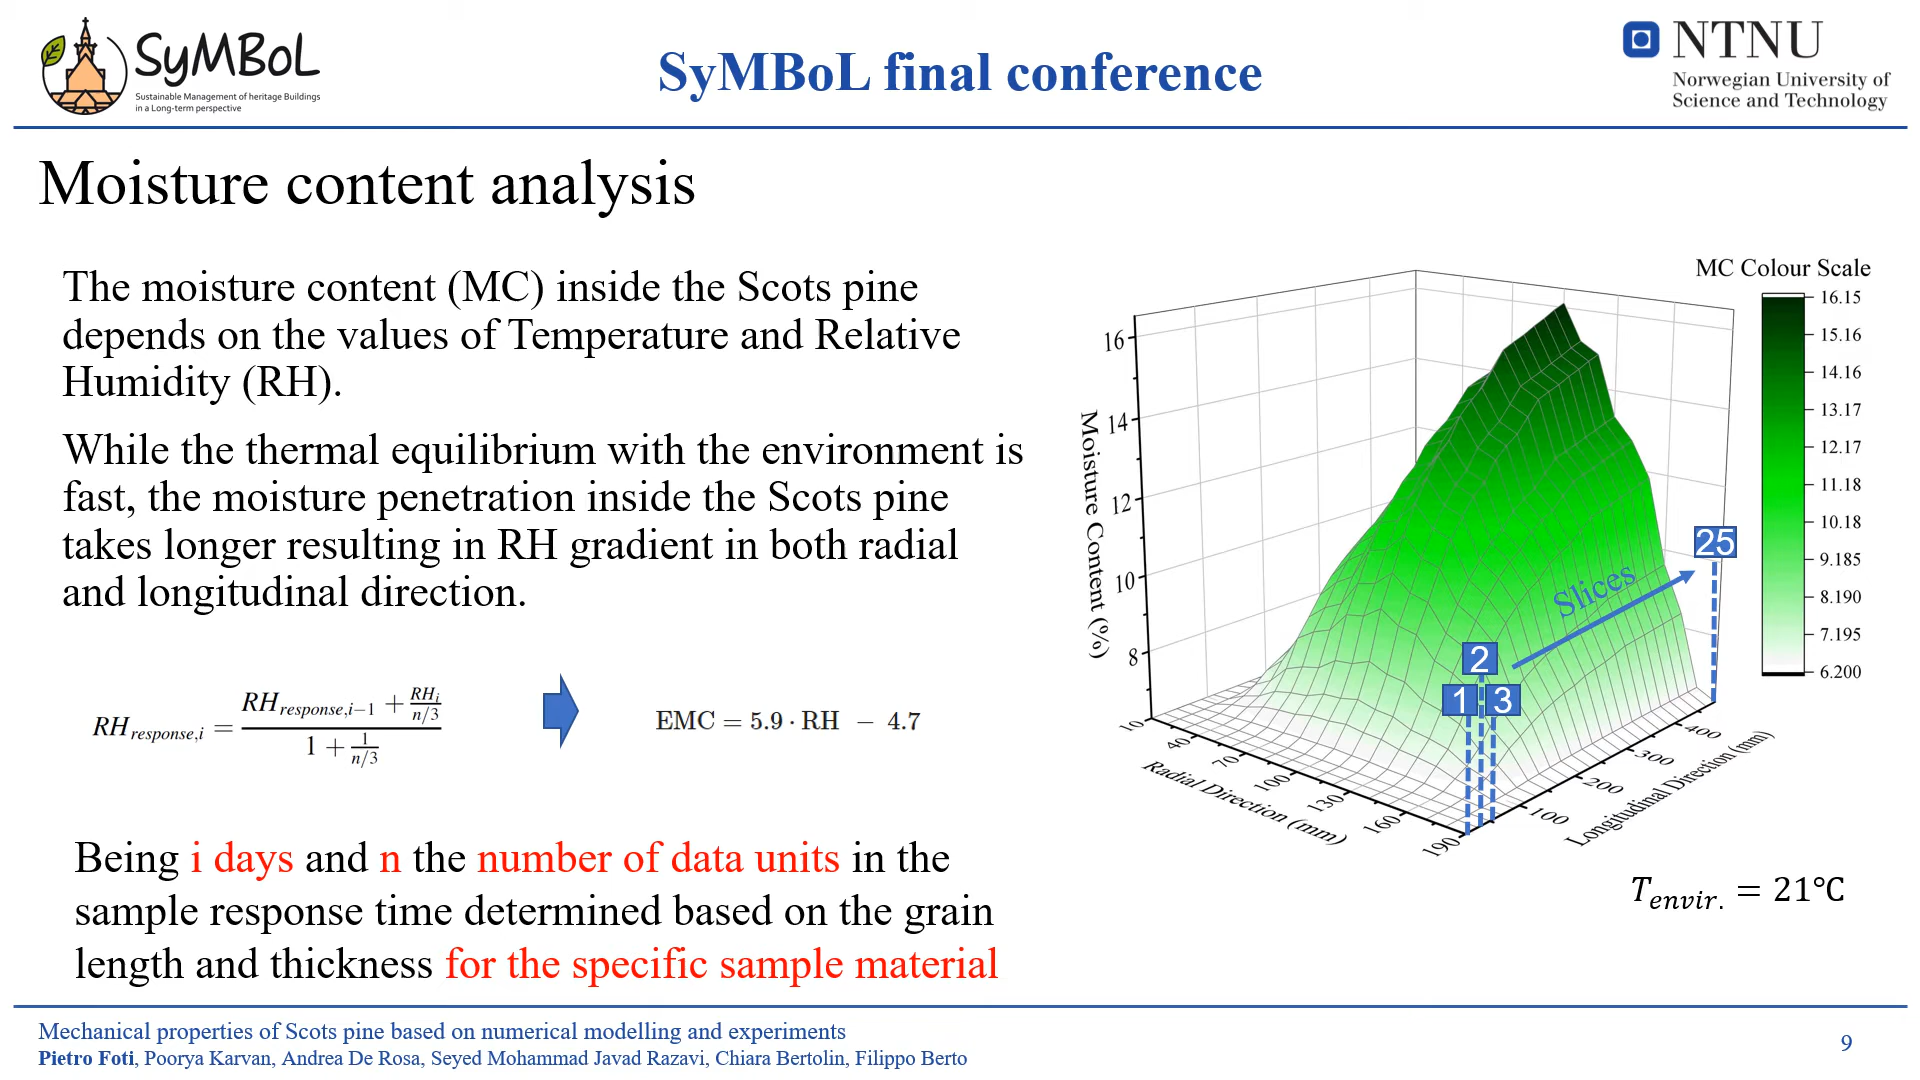 SyMBoL
Sustainable Management of heritage Buildings
in a Long-term perspective
SyMBoL final conference
NTNU
Norwegian University of
Science and Technology
Moisture content analysis
The moisture content (MC) inside the Scots pine
depends on the values of Temperature and Relative
Humidity (RH).
While the thermal equilibrium with the environment is
fast, the moisture penetration inside the Scots pine
takes longer resulting in RH gradient in both radial
and longitudinal direction.
RH_{response,i} = \frac{RH_{response,i-1} + \frac{RH_i}{n/3}}{1 + \frac{1}{n/3}}
EMC = 5.9 · RH − 4.7
Being i days and n the number of data units in the
sample response time determined based on the grain
length and thickness for the specific sample material
MC Colour Scale
16.15
15.16
14.16
13.17
12.17
11.18
10.18
9.185
8.190
7.195
6.200
Moisture Content (%)
16
14
12
10
8
10
40
70
100
130
160
190
Radial Direction (mm)
100
200
300
400
Longitudinal Direction (mm)
Slices
1
2
3
25
T_{envir.} = 21°C
Mechanical properties of Scots pine based on numerical modelling and experiments
Pietro Foti, Poorya Karvan, Andrea De Rosa, Seyed Mohammad Javad Razavi, Chiara Bertolin, Filippo Berto
9